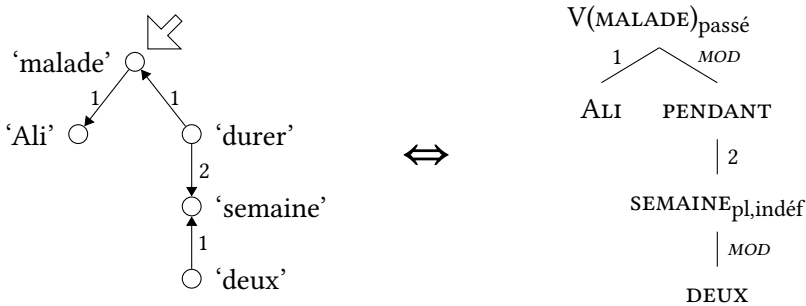 V(MALADE)passé
'malade'
1
MOD
1
1
ALI
PENDANT
'Ali'
'durer'
⇔
2
2
'semaine'
SEMAINEpl,indéf
1
MOD
'deux'
DEUX